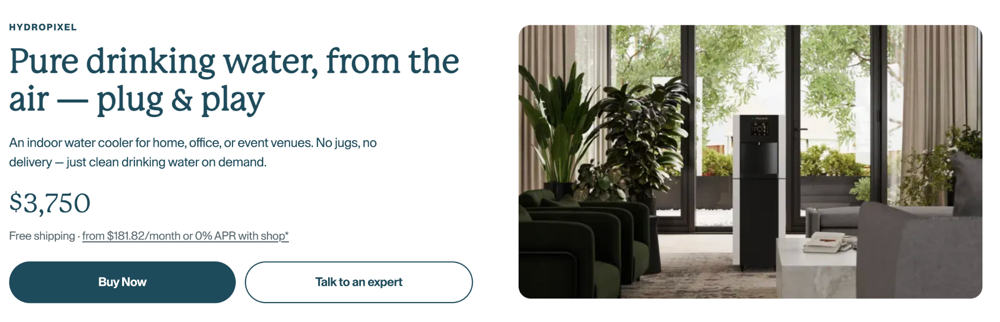 HYDROPIXEL
Pure drinking water, from the
air — plug & play
An indoor water cooler for home, office, or event venues. No jugs, no
delivery — just clean drinking water on demand.
$3,750
Free shipping · from $181.82/month or 0% APR with shop*
Buy Now
Talk to an expert